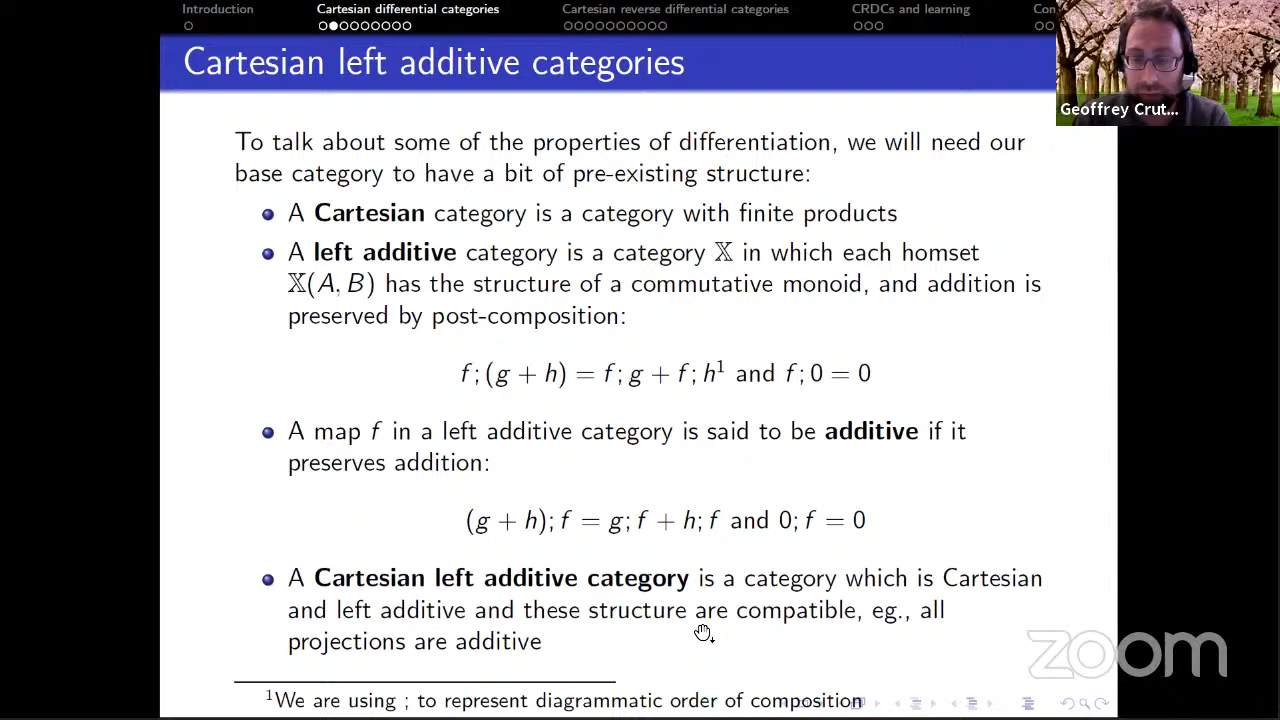 Introduction
Cartesian differential categories
Cartesian reverse differential categories
CRDCs and learning
Con
Cartesian left additive categories
Geoffrey Crut...
To talk about some of the properties of differentiation, we will need our
base category to have a bit of pre-existing structure:
A Cartesian category is a category with finite products
A left additive category is a category 𝕏 in which each homset
𝕏(A, B) has the structure of a commutative monoid, and addition is
preserved by post-composition:
f; (g + h) = f; g + f; h¹ and f; 0 = 0
A map f in a left additive category is said to be additive if it
preserves addition:
(g + h); f = g; f + h; f and 0; f = 0
A Cartesian left additive category is a category which is Cartesian
and left additive and these structure are compatible, eg., all
projections are additive
zoom
¹We are using ; to represent diagrammatic order of composition